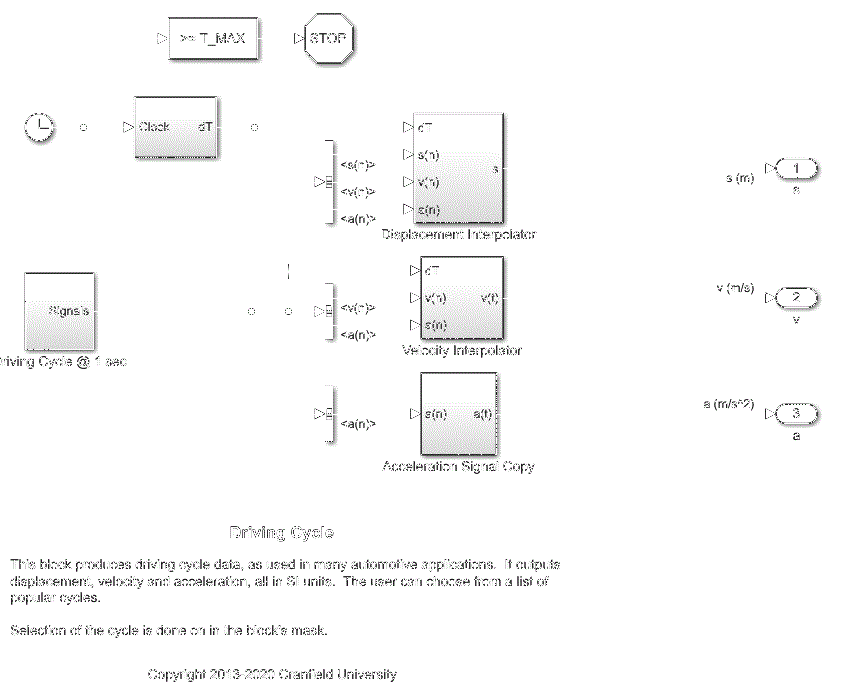 >= T_MAX
STOP
Clock dT
dT
s(n)
v(n)
a(n)
s
<s(n)>
<v(n)>
<a(n)>
Displacement Interpolator
s (m)
1
s
Signals
Driving Cycle @ 1 sec
<v(n)>
<a(n)>
dT
v(n)
a(n)
v(t)
Velocity Interpolator
v (m/s)
2
v
<a(n)>
a(n) a(t)
Acceleration Signal Copy
a (m/s^2)
3
a
Driving Cycle
This block produces driving cycle data, as used in many automotive applications. It outputs
displacement, velocity and acceleration, all in SI units. The user can choose from a list of
popular cycles.
Selection of the cycle is done on in the block's mask.
Copyright 2013-2020 Cranfield University